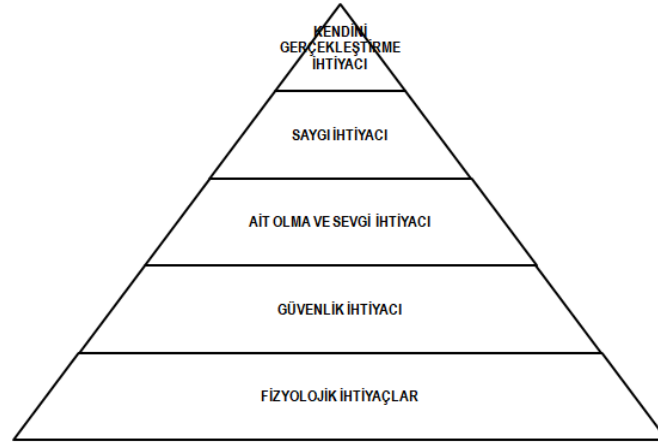 KENDİNİ
GERÇEKLEŞTİRME
İHTİYACI
SAYGI İHTİYACI
AİT OLMA VE SEVGİ İHTİYACI
GÜVENLİK İHTİYACI
FİZYOLOJİK İHTİYAÇLAR